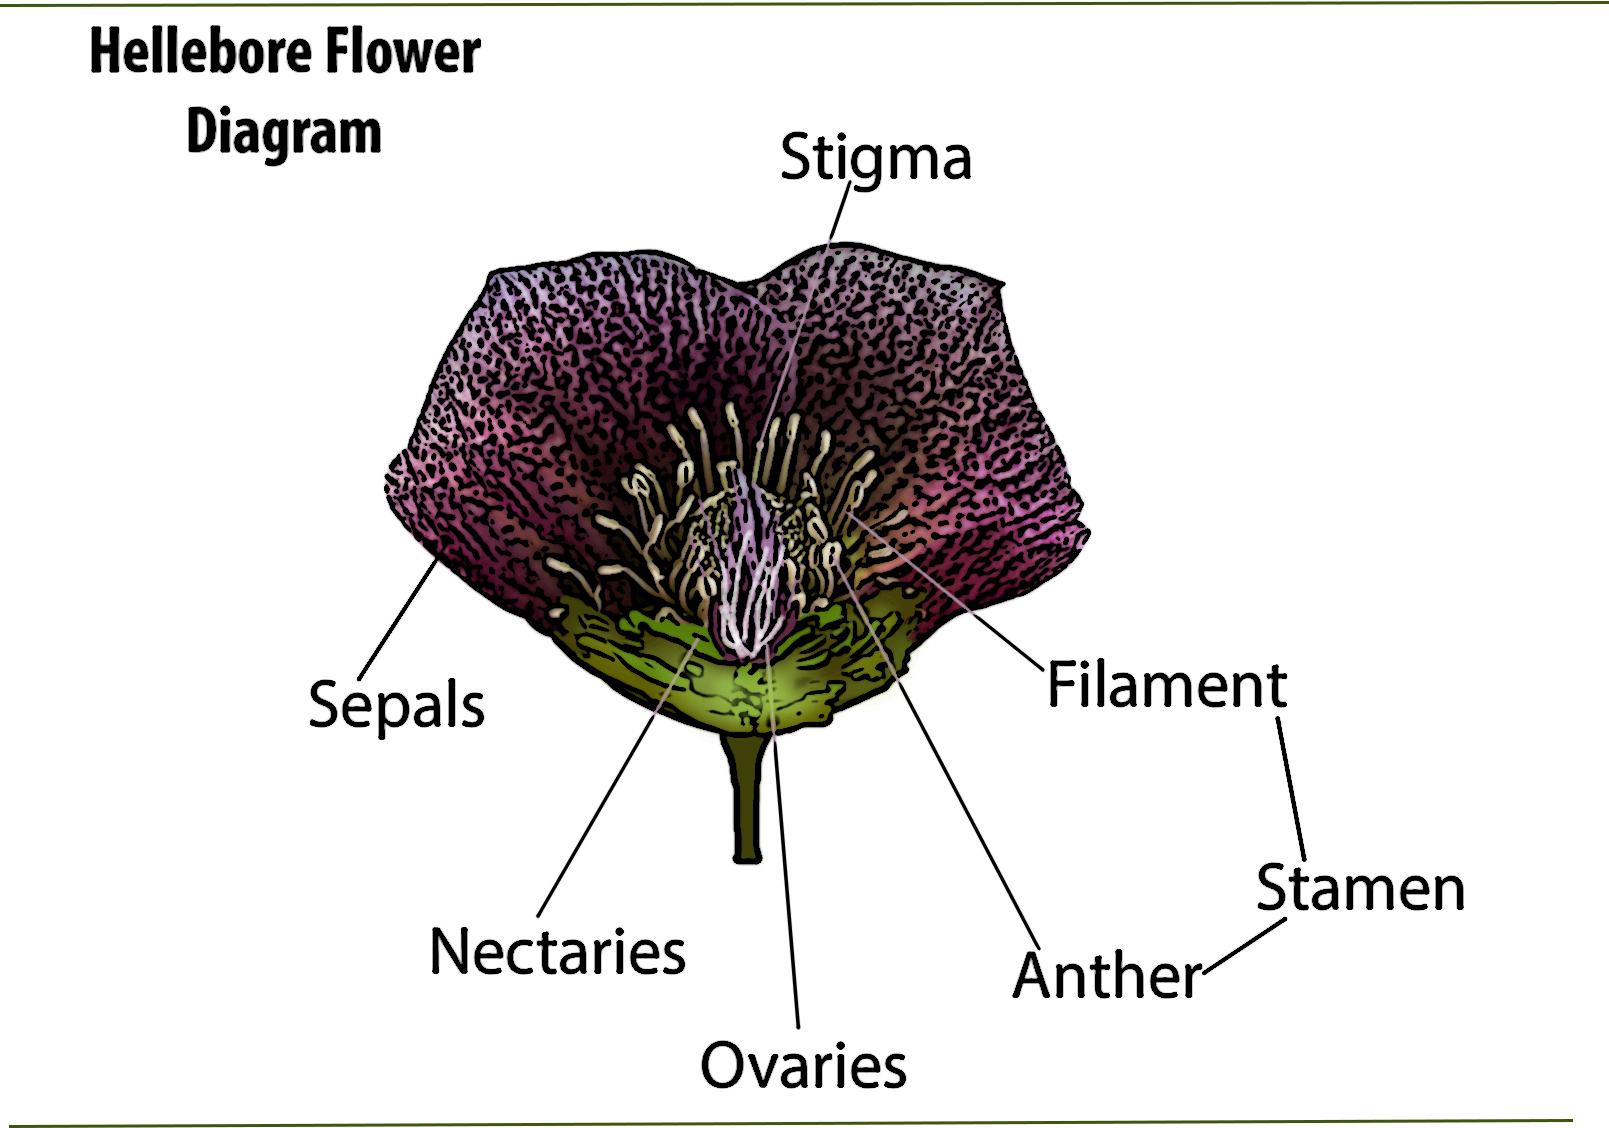 Hellebore Flower
Diagram
Stigma
Sepals
Filament
Stamen
Nectaries
Anther
Ovaries